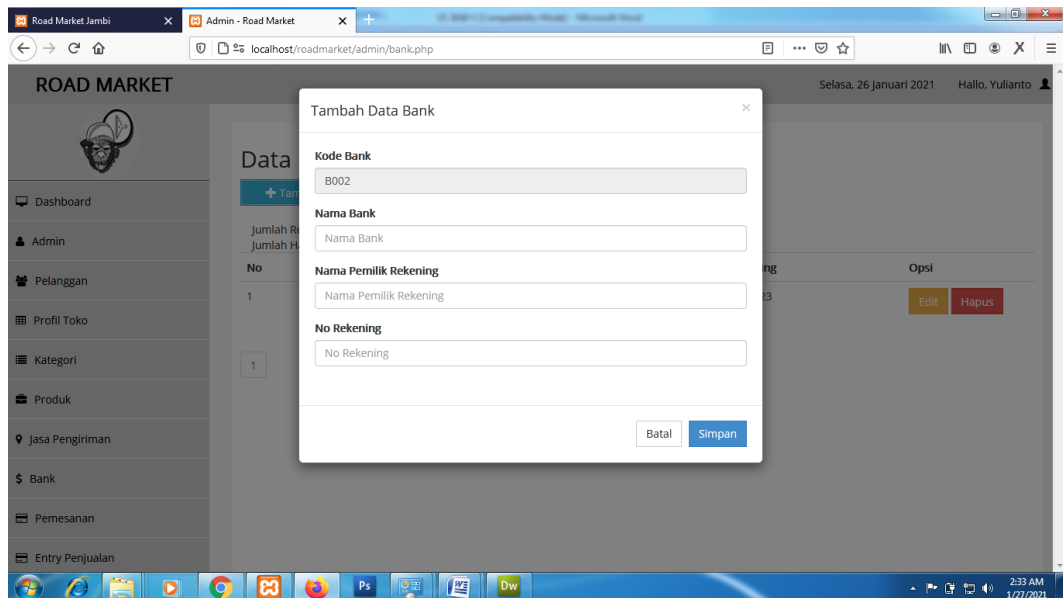 Road Market Jambi
Admin - Road Market
localhost/roadmarket/admin/bank.php
ROAD MARKET
Selasa, 26 Januari 2021 Hallo, Yulianto
Dashboard
Admin
Pelanggan
Profil Toko
Kategori
Produk
Jasa Pengiriman
$ Bank
Pemesanan
Entry Penjualan
Data
Jumlah
Jumlah
No Opsi
1 Edit Hapus
1
Tambah Data Bank ×
Kode Bank
B002
Nama Bank
Nama Bank
Nama Pemilik Rekening
Nama Pemilik Rekening
No Rekening
No Rekening
Batal Simpan
Ps
Dw
2:33 AM
1/27/2021